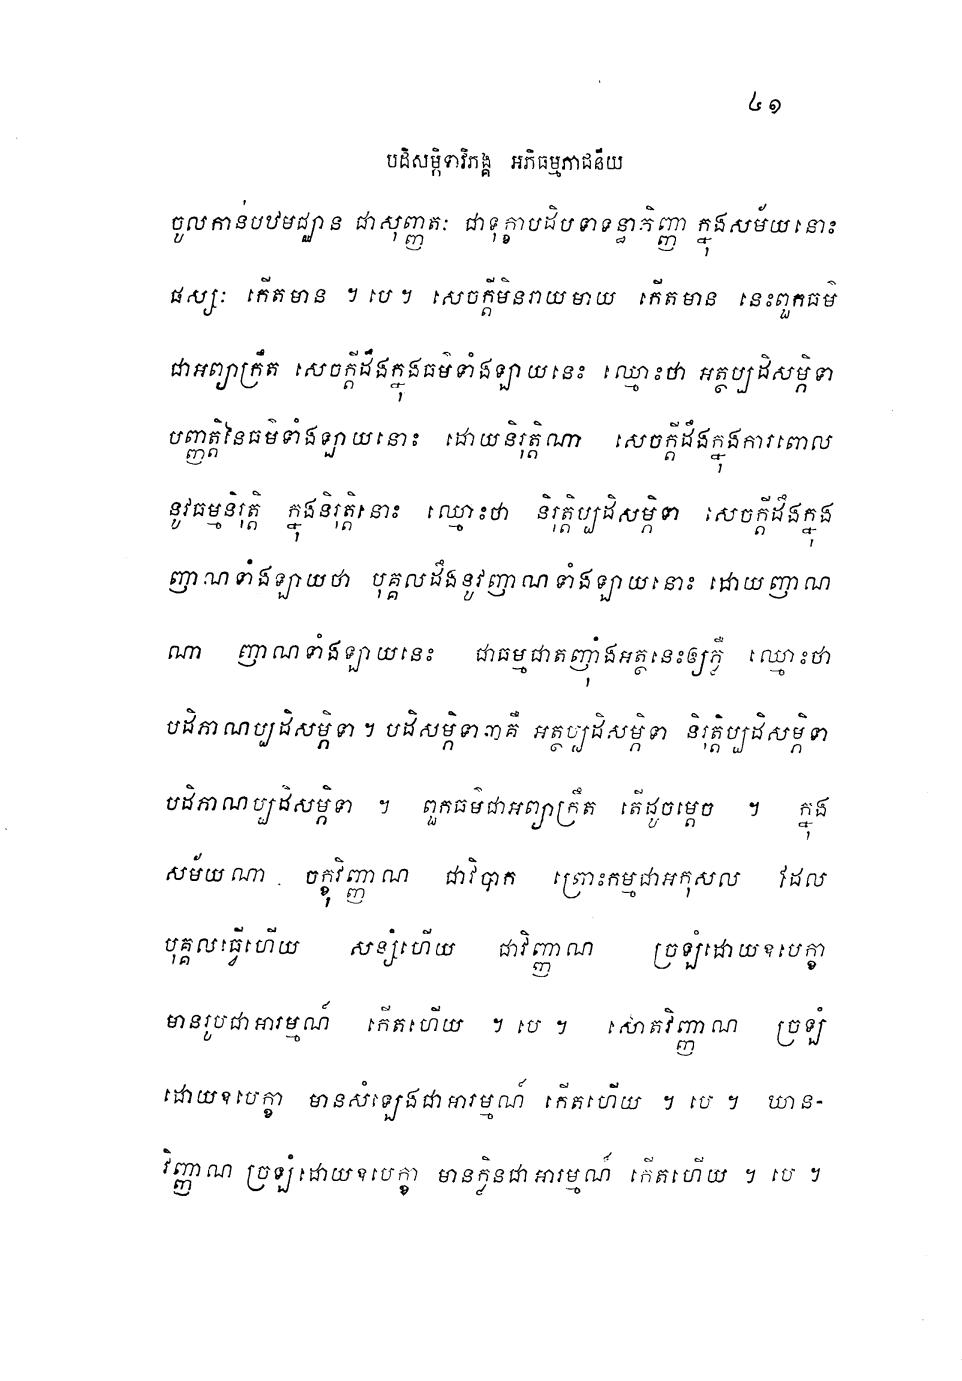 ៤១
បដិសម្ភិទាវិភង្គ អភិធម្មភាជនីយ
ចូលកាន់បឋមជ្ឈាន ជាសុញ្ញតៈ ជាទុក្ខាបដិបទាទន្ធាភិញ្ញា ក្នុងសម័យនោះ
ផស្សៈ កើតមាន ។ បេ ។ សេចក្តីមិនរាយមាយ កើតមាន នេះពួកធម៌
ជាអព្យាក្រឹត សេចក្តីដឹងក្នុងធម៌ទាំងឡាយនេះ ឈ្មោះថា អត្ថប្បដិសម្ភិទា
បញ្ញត្តិនៃធម៌ទាំងឡាយនោះ ដោយនិរុត្តិណា សេចក្តីដឹងក្នុងការពោល
នូវធម្មនិរុត្តិ ក្នុងនិរុត្តិនោះ ឈ្មោះថា និរុត្តិប្បដិសម្ភិទា សេចក្តីដឹងក្នុង
ញាណទាំងឡាយថា បុគ្គលដឹងនូវញាណទាំងឡាយនោះ ដោយញាណ
ណា ញាណទាំងឡាយនេះ ជាធម្មជាតញុំាងអត្ថនេះឲ្យភ្លឺ ឈ្មោះថា
បដិភាណប្បដិសម្ភិទា ។ បដិសម្ភិទា៣គឺ អត្ថប្បដិសម្ភិទា និរុត្តិប្បដិសម្ភិទា
បដិភាណប្បដិសម្ភិទា ។ ពួកធម៌ជាអព្យាក្រឹត តើដូចម្តេច ។ ក្នុង
សម័យណា ចក្ខុវិញ្ញាណ ជាវិបាក ព្រោះកម្មជាអកុសល ដែល
បុគ្គលធ្វើហើយ សន្សំហើយ ជាវិញ្ញាណ ច្រឡំដោយឧបេក្ខា
មានរូបជាអារម្មណ៍ កើតហើយ ។ បេ ។ សោតវិញ្ញាណ ច្រឡំ
ដោយឧបេក្ខា មានសំឡេងជាអារម្មណ៍ កើតហើយ ។ បេ ។ ឃាន-
វិញ្ញាណ ច្រឡំដោយឧបេក្ខា មានក្លិនជាអារម្មណ៍ កើតហើយ ។ បេ ។